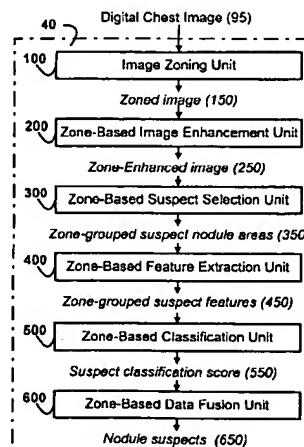 Digital Chest Image (95)
40
100
Image Zoning Unit
Zoned image (150)
200
Zone-Based Image Enhancement Unit
Zone-Enhanced image (250)
300
Zone-Based Suspect Selection Unit
Zone-grouped suspect nodule areas (350)
400
Zone-Based Feature Extraction Unit
Zone-grouped suspect features (450)
500
Zone-Based Classification Unit
Suspect classification score (550)
600
Zone-Based Data Fusion Unit
Nodule suspects (650)